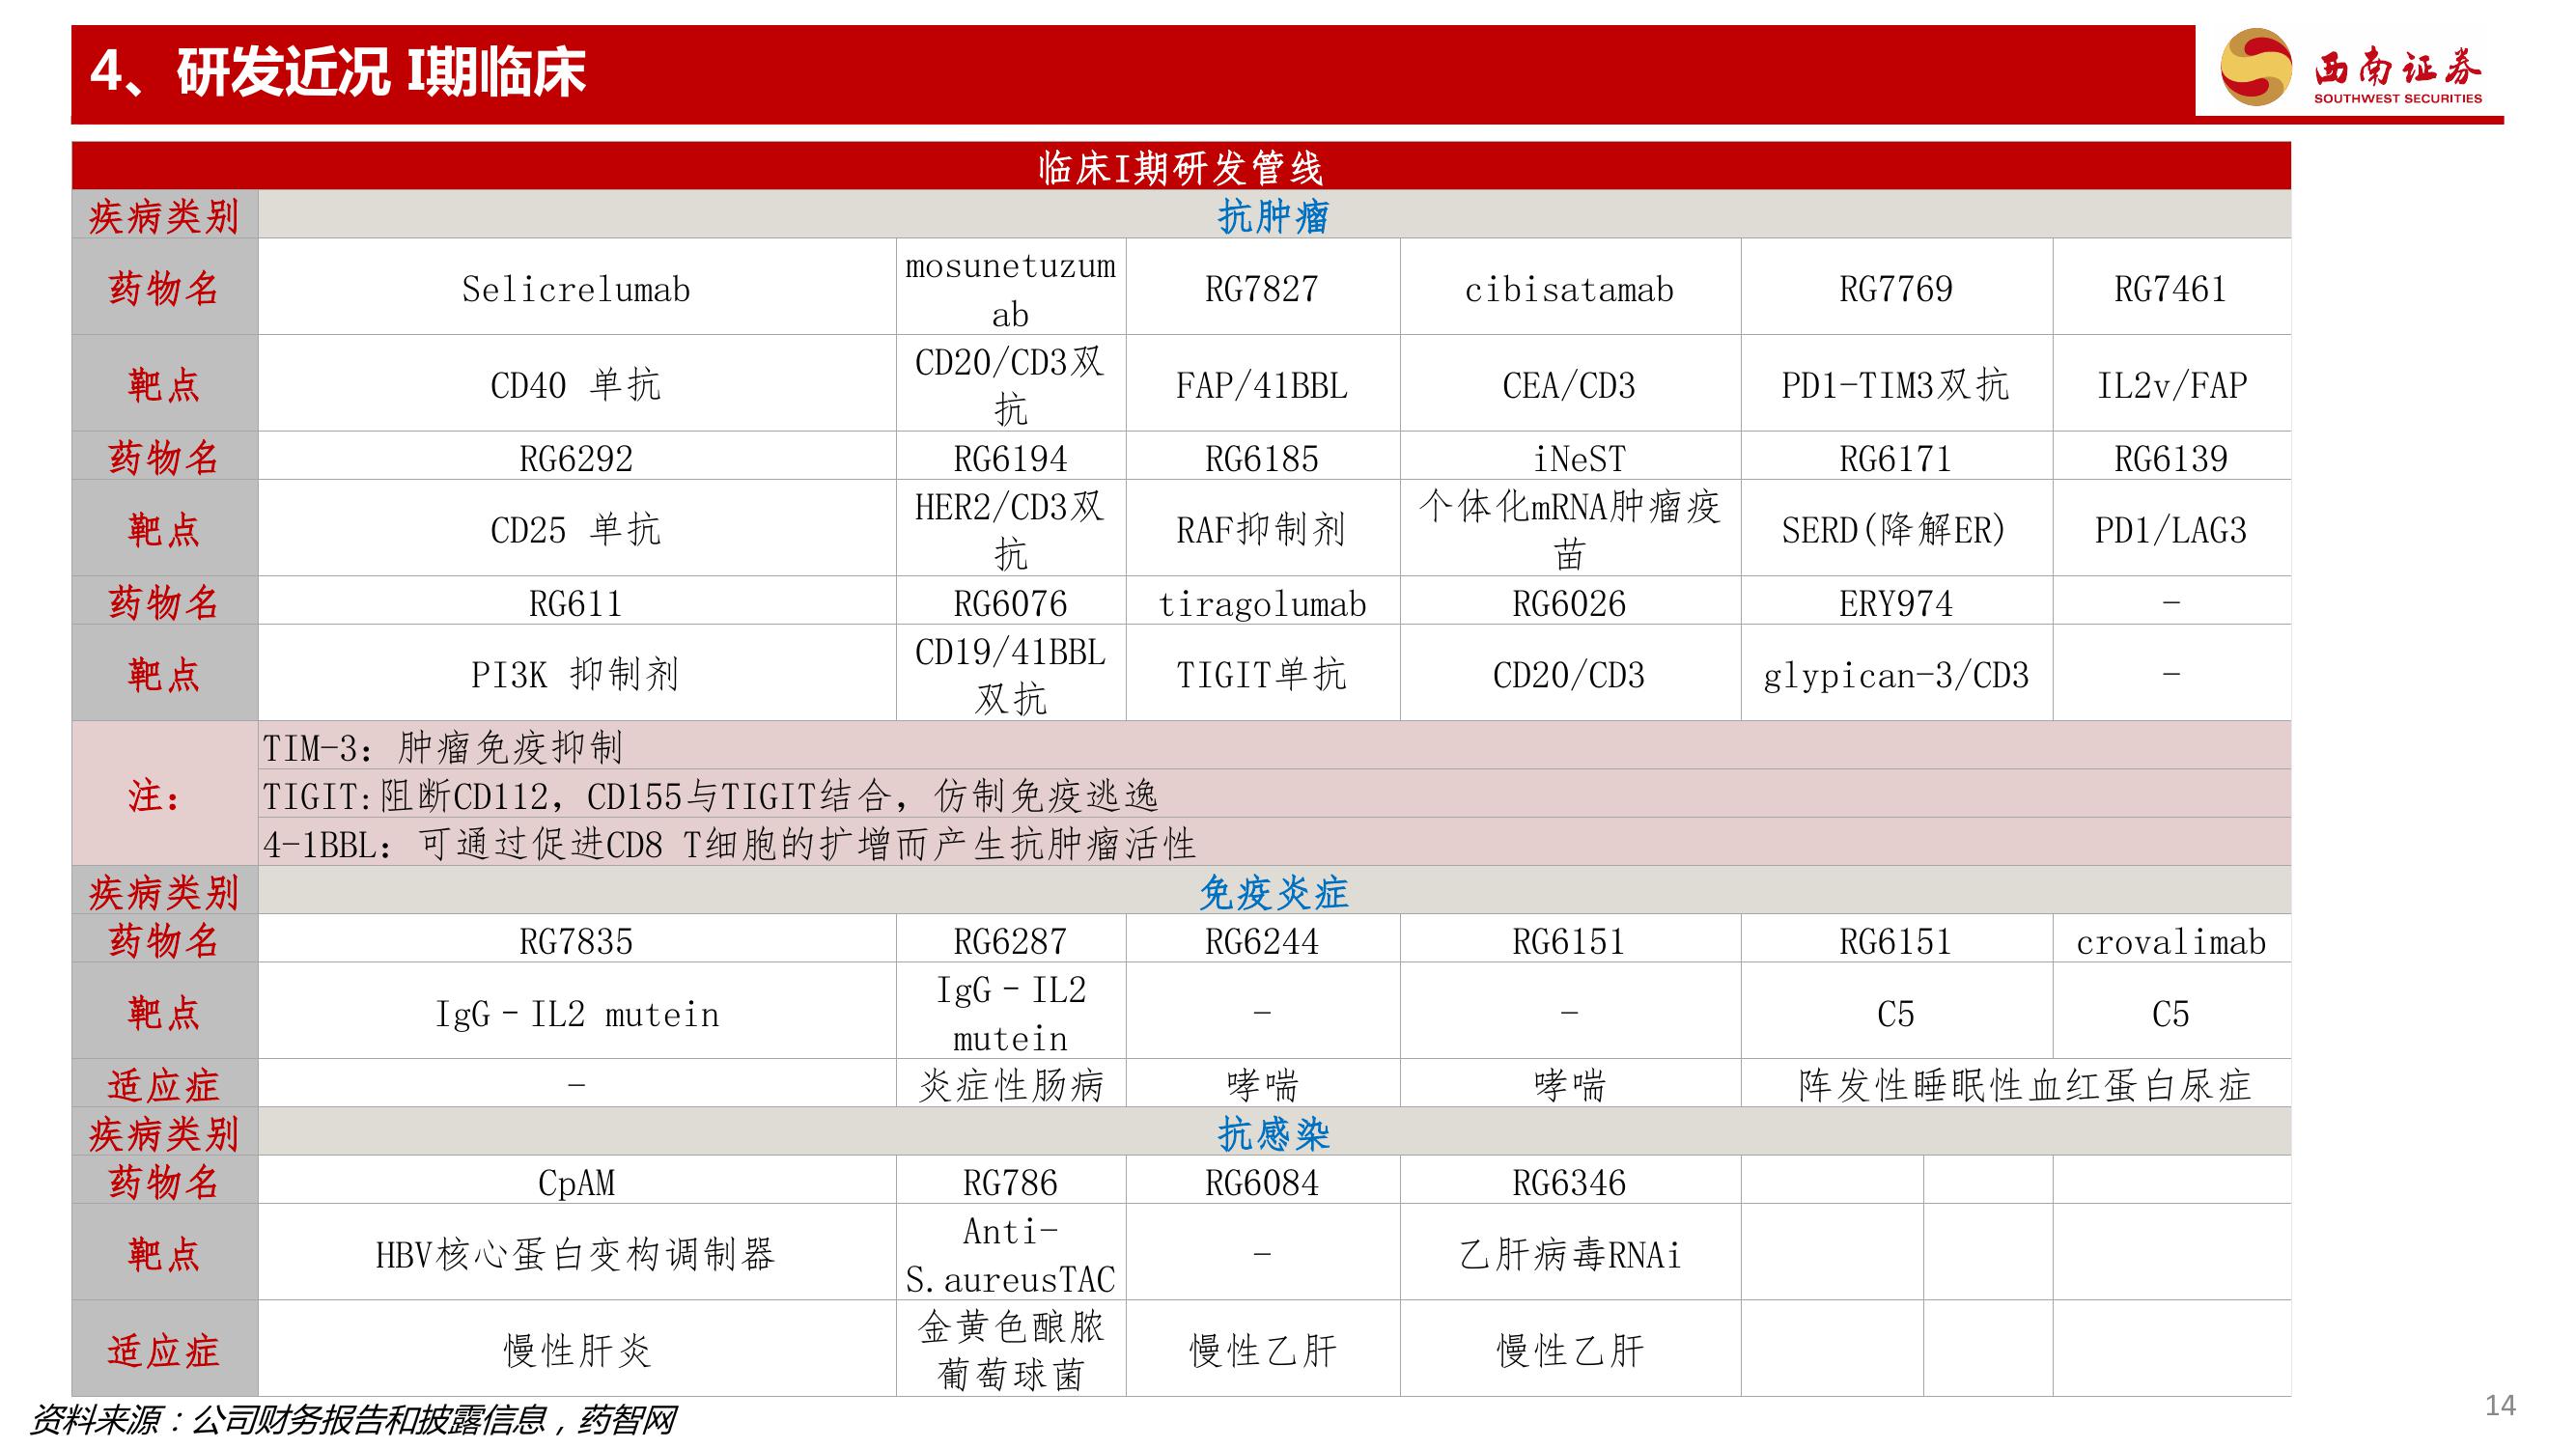 4、研发近况 I期临床
西南证券
SOUTHWEST SECURITIES
临床I期研发管线
疾病类别 抗肿瘤
药物名 Selicrelumab mosunetuzum
ab RG7827 cibisatamab RG7769 RG7461
靶点 CD40 单抗 CD20/CD3双
抗 FAP/41BBL CEA/CD3 PD1-TIM3双抗 IL2v/FAP
药物名 RG6292 RG6194 RG6185 iNeST RG6171 RG6139
靶点 CD25 单抗 HER2/CD3双
抗 RAF抑制剂 个体化mRNA肿瘤疫
苗 SERD(降解ER) PD1/LAG3
药物名 RG611 RG6076 tiragolumab RG6026 ERY974 -
靶点 PI3K 抑制剂 CD19/41BBL
双抗 TIGIT单抗 CD20/CD3 glypican-3/CD3 -
注：
TIM-3：肿瘤免疫抑制
TIGIT:阻断CD112，CD155与TIGIT结合，仿制免疫逃逸
4-1BBL：可通过促进CD8 T细胞的扩增而产生抗肿瘤活性
疾病类别 免疫炎症
药物名 RG7835 RG6287 RG6244 RG6151 RG6151 crovalimab
靶点 IgG–IL2 mutein IgG–IL2
mutein - - C5 C5
适应症 - 炎症性肠病 哮喘 哮喘 阵发性睡眠性血红蛋白尿症
疾病类别 抗感染
药物名 CpAM RG786 RG6084 RG6346
靶点 HBV核心蛋白变构调制器 Anti-
S.aureusTAC - 乙肝病毒RNAi
适应症 慢性肝炎 金黄色酿脓
葡萄球菌 慢性乙肝 慢性乙肝
资料来源：公司财务报告和披露信息，药智网
14